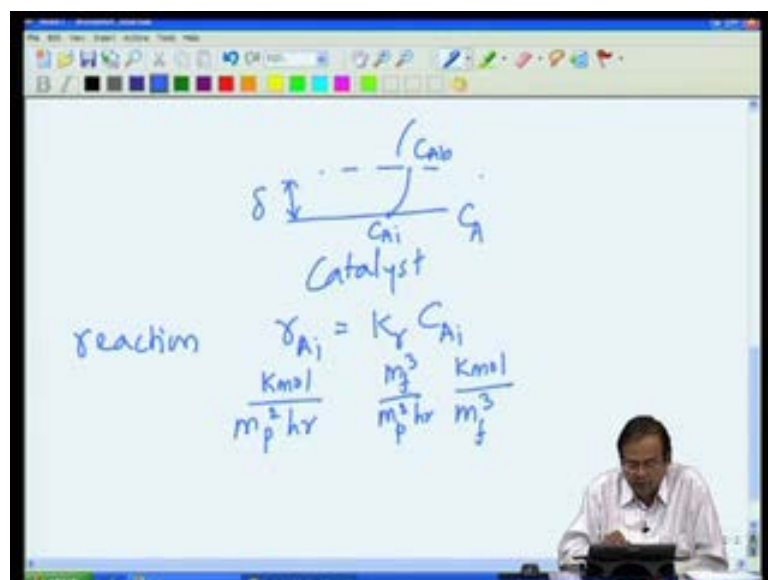 C_Ab
δ
C_Ai C_A
Catalyst
reaction r_Ai = K_r C_Ai
Kmol / m_p^2 hr m_f^3 / m_p^2 hr Kmol / m_f^3
B I